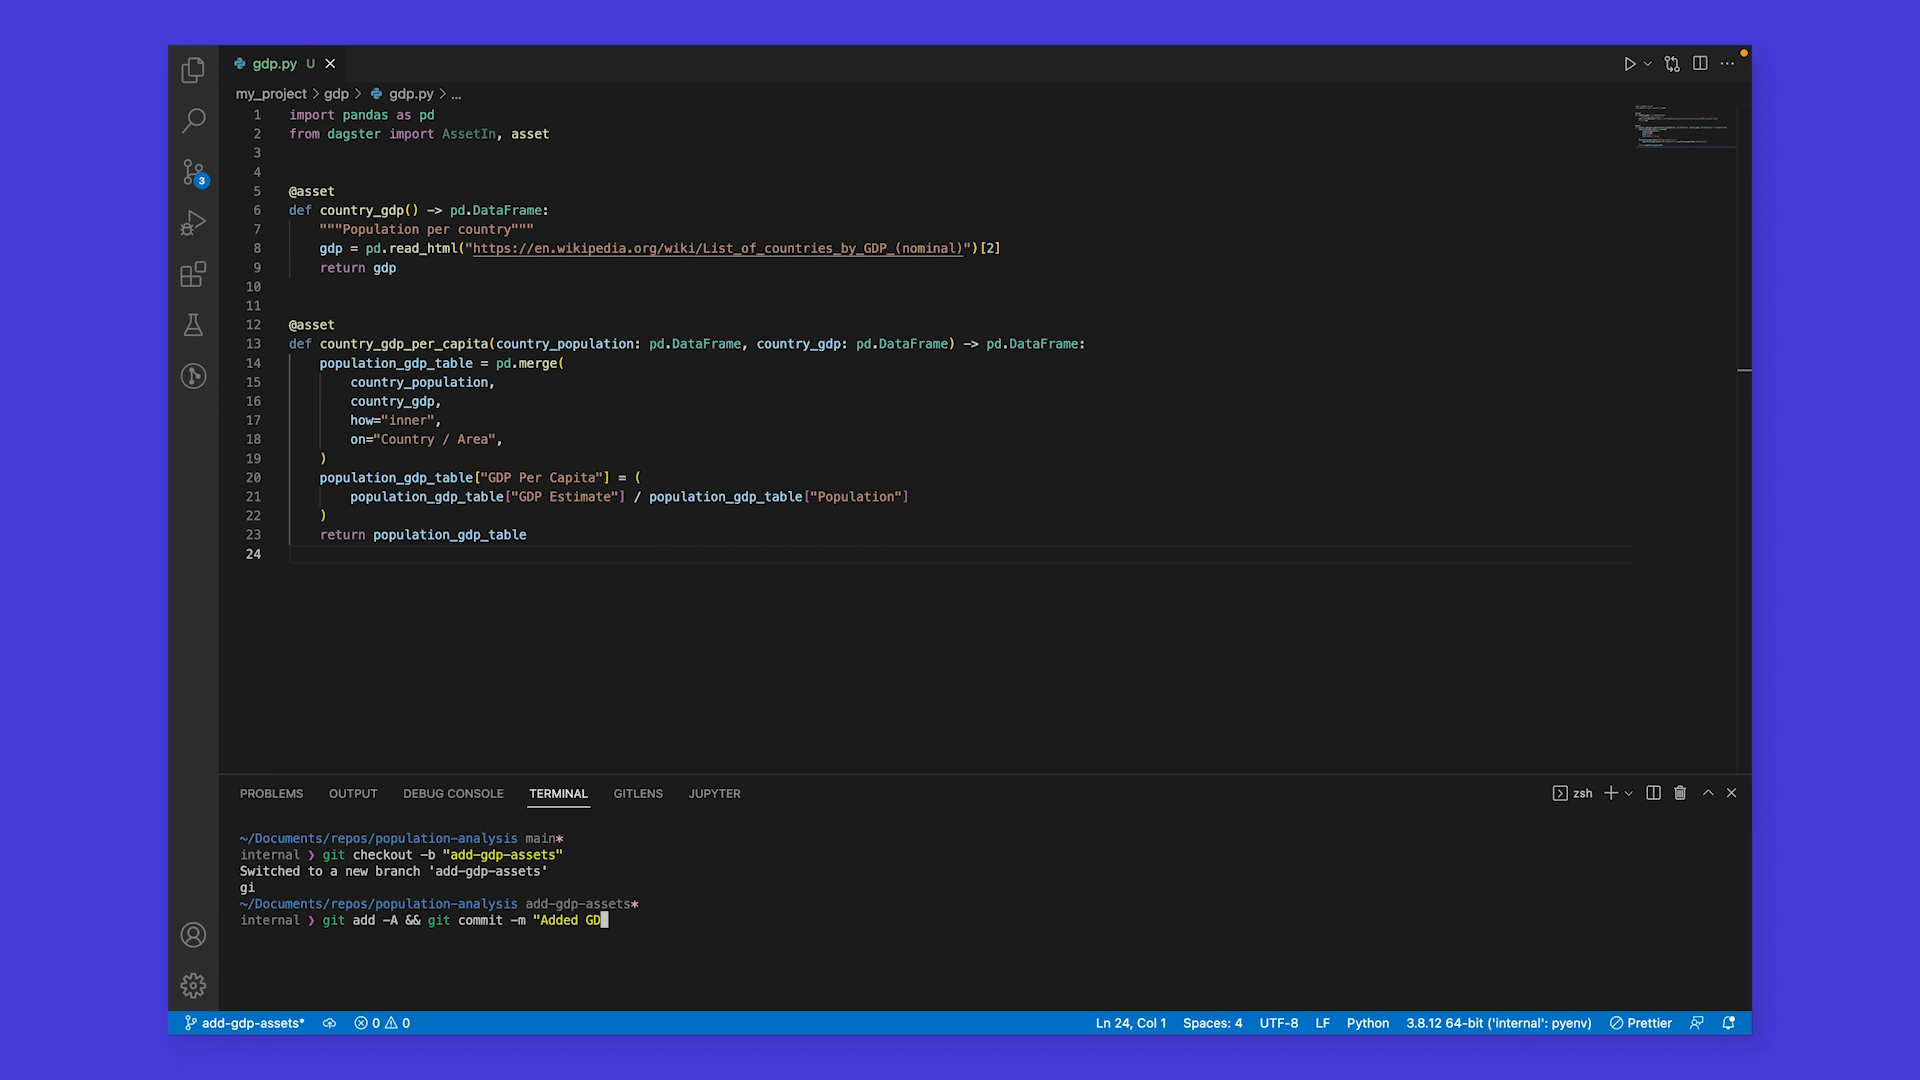 gdp.py U
my_project > gdp > gdp.py > ...
1 import pandas as pd
2 from dagster import AssetIn, asset
3
4
5 @asset
6 def country_gdp() -> pd.DataFrame:
7     """Population per country"""
8     gdp = pd.read_html("https://en.wikipedia.org/wiki/List_of_countries_by_GDP_(nominal)")[2]
9     return gdp
10
11
12 @asset
13 def country_gdp_per_capita(country_population: pd.DataFrame, country_gdp: pd.DataFrame) -> pd.DataFrame:
14     population_gdp_table = pd.merge(
15         country_population,
16         country_gdp,
17         how="inner",
18         on="Country / Area",
19     )
20     population_gdp_table["GDP Per Capita"] = (
21         population_gdp_table["GDP Estimate"] / population_gdp_table["Population"]
22     )
23     return population_gdp_table
24
3
PROBLEMS OUTPUT DEBUG CONSOLE TERMINAL GITLENS JUPYTER zsh
~/Documents/repos/population-analysis main*
internal ❯ git checkout -b "add-gdp-assets"
Switched to a new branch 'add-gdp-assets'
gi
~/Documents/repos/population-analysis add-gdp-assets*
internal ❯ git add -A && git commit -m "Added GD
add-gdp-assets* 0 0 Ln 24, Col 1 Spaces: 4 UTF-8 LF Python 3.8.12 64-bit ('internal': pyenv) Prettier